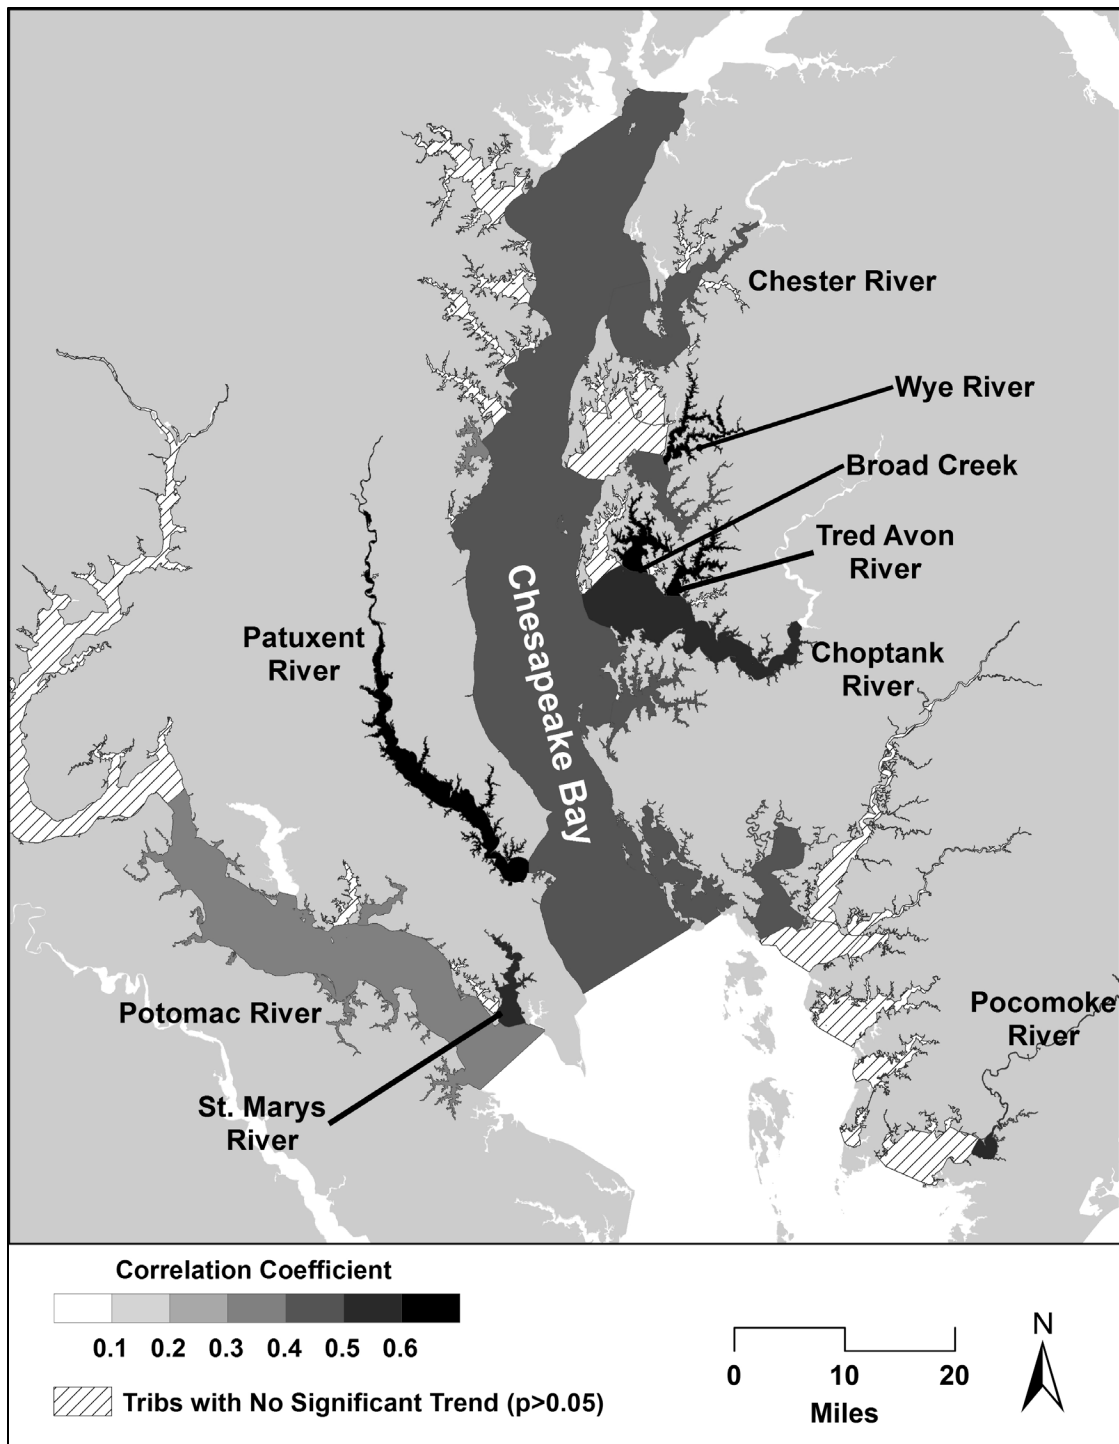 Chester River
Wye River
Broad Creek
Tred Avon
River
Chesapeake Bay
Patuxent
River
Choptank
River
Potomac River
Pocomoke
River
St. Marys
River
Correlation Coefficient
0.1 0.2 0.3 0.4 0.5 0.6
Tribs with No Significant Trend (p>0.05)
0 10 20
Miles
N